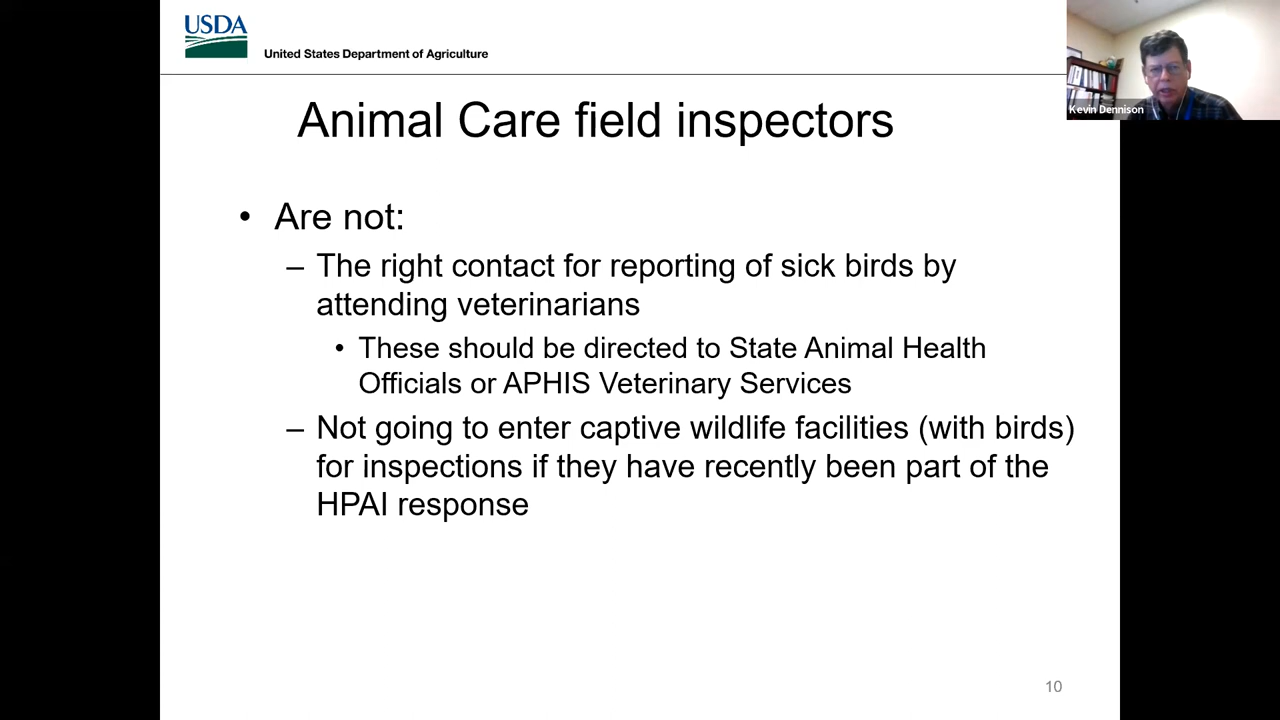 USDA
United States Department of Agriculture
Kevin Dennison
Animal Care field inspectors
• Are not:
– The right contact for reporting of sick birds by
attending veterinarians
• These should be directed to State Animal Health
Officials or APHIS Veterinary Services
– Not going to enter captive wildlife facilities (with birds)
for inspections if they have recently been part of the
HPAI response
10